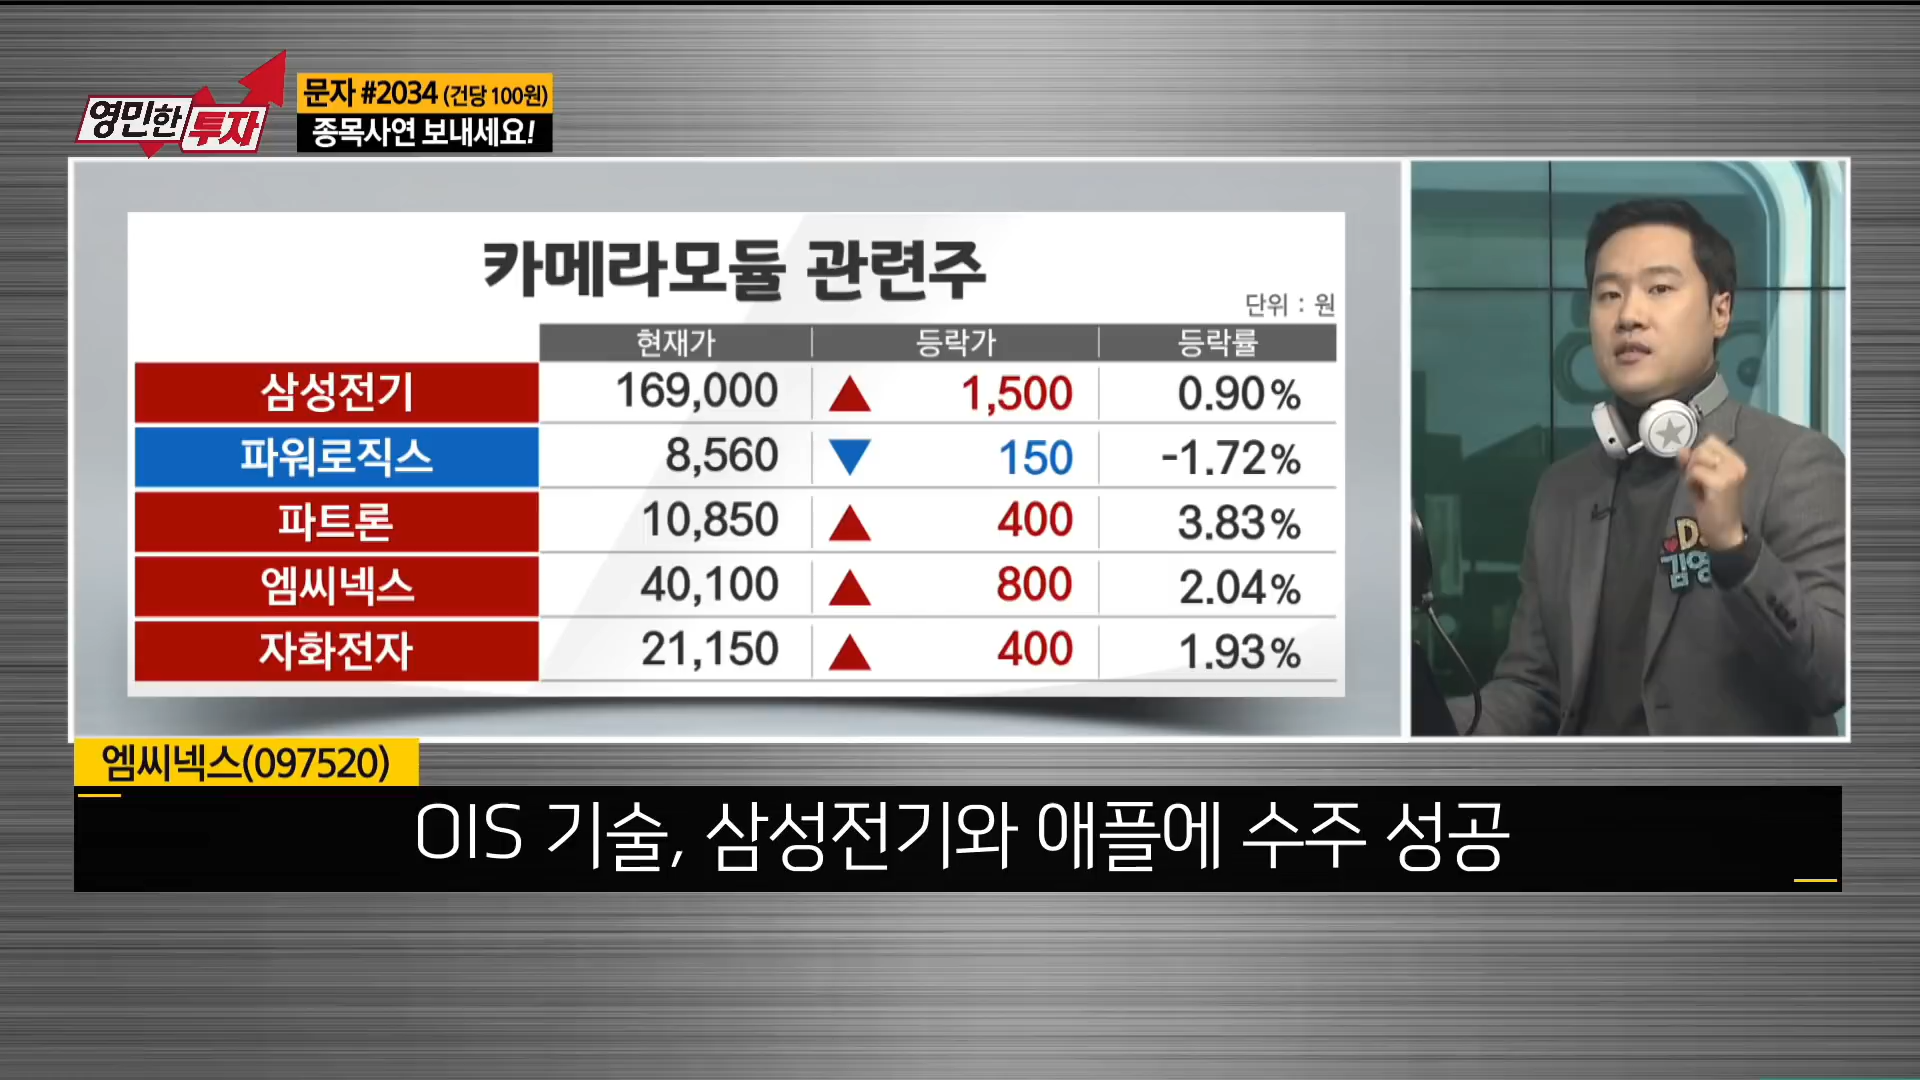 영민한 투자
문자 #2034 (건당 100원)
종목사연 보내세요!
카메라모듈 관련주
단위 : 원
현재가 등락가 등락률
삼성전기 169,000 ▲ 1,500 0.90%
파워로직스 8,560 ▼ 150 -1.72%
파트론 10,850 ▲ 400 3.83%
엠씨넥스 40,100 ▲ 800 2.04%
자화전자 21,150 ▲ 400 1.93%
엠씨넥스(097520)
OIS 기술, 삼성전기와 애플에 수주 성공